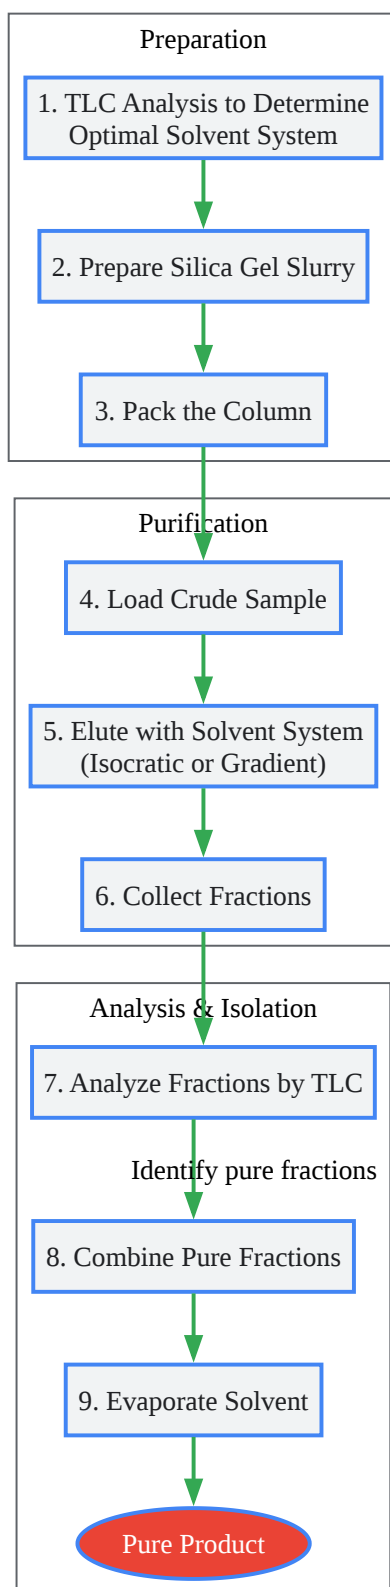 Preparation
1. TLC Analysis to Determine
Optimal Solvent System
2. Prepare Silica Gel Slurry
3. Pack the Column
Purification
4. Load Crude Sample
5. Elute with Solvent System
(Isocratic or Gradient)
6. Collect Fractions
Analysis & Isolation
7. Analyze Fractions by TLC
Identify pure fractions
8. Combine Pure Fractions
9. Evaporate Solvent
Pure Product